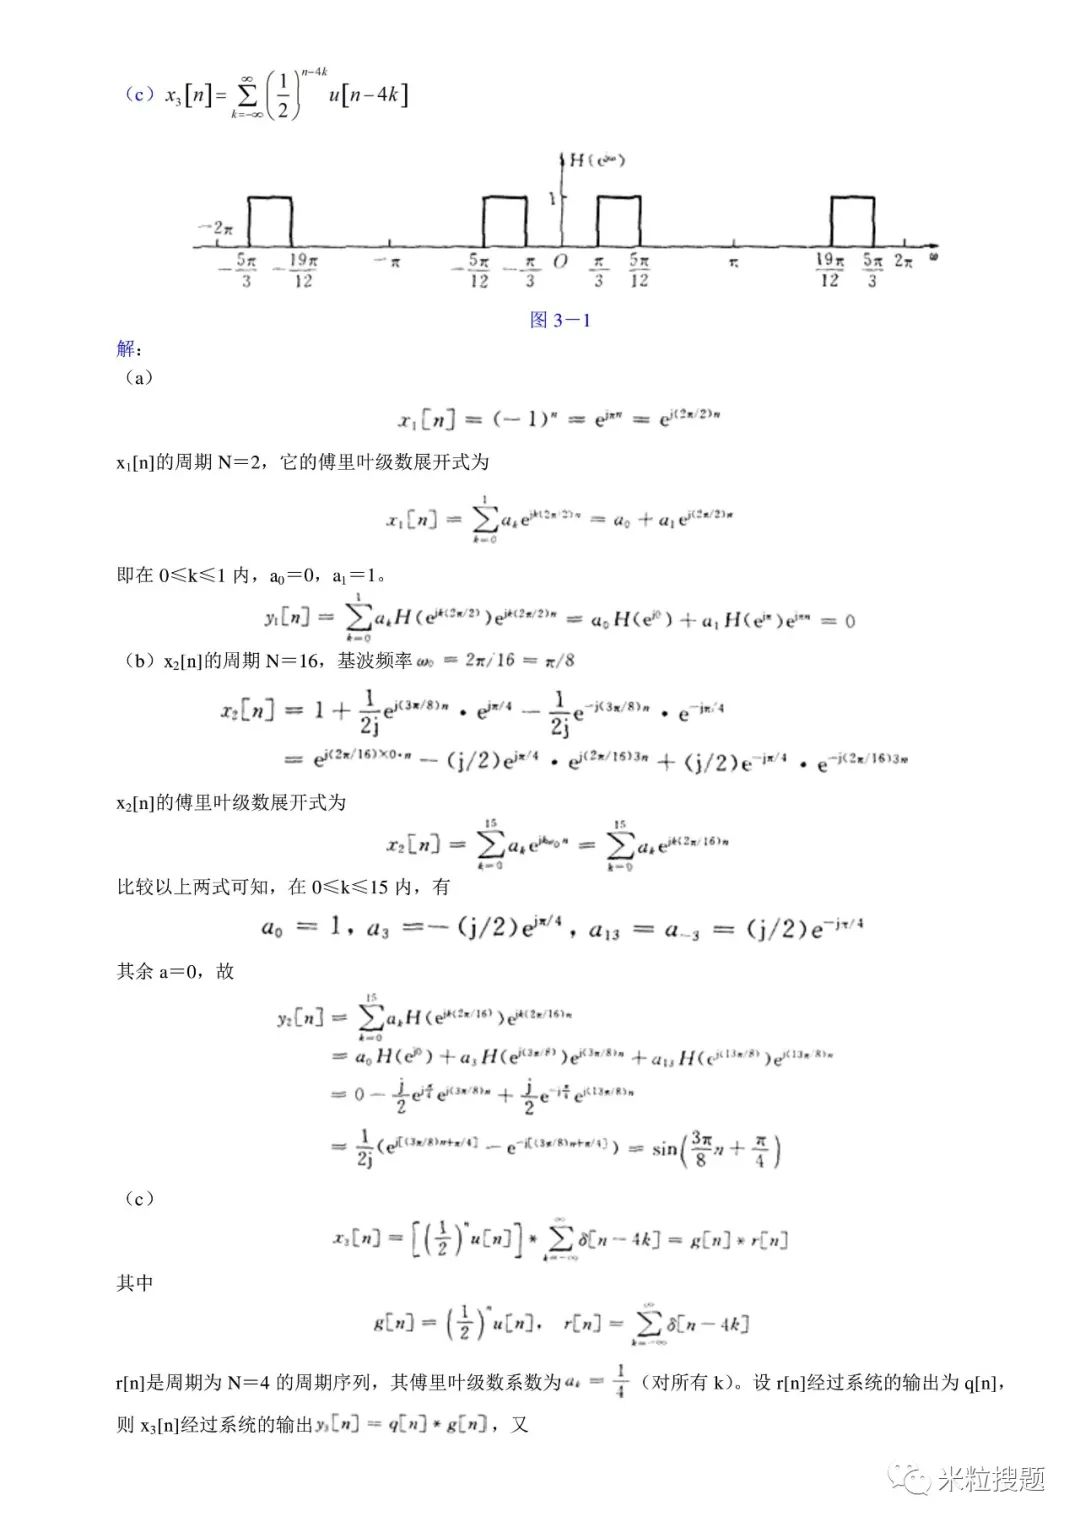 （c）x₃[n]=∑_{k=-∞}^{∞}(1/2)^{n-4k}u[n-4k]
H(e^{jω})
1
-2π -5π/3 -19π/12 -π -5π/12 -π/3 O π/3 5π/12 π 19π/12 5π/3 2π ω
图 3－1
解：
（a）
x₁[n] = (-1)ⁿ = e^{jπn} = e^{j(2π/2)n}
x₁[n]的周期 N＝2，它的傅里叶级数展开式为
x₁[n] = ∑_{k=0}^{1} a_k e^{jk(2π/2)n} = a₀ + a₁e^{j(2π/2)n}
即在 0≤k≤1 内，a₀＝0，a₁＝1。
y₁[n] = ∑_{k=0}^{1} a_k H(e^{jk(2π/2)})e^{jk(2π/2)n} = a₀H(e^{j0}) + a₁H(e^{jπ})e^{jπn} = 0
（b）x₂[n]的周期 N＝16，基波频率 ω₀ = 2π/16 = π/8
x₂[n] = 1 + (1/2j)e^{j(3π/8)n} · e^{jπ/4} - (1/2j)e^{-j(3π/8)n} · e^{-jπ/4}
= e^{j(2π/16)×0·n} - (j/2)e^{jπ/4} · e^{j(2π/16)3n} + (j/2)e^{-jπ/4} · e^{-j(2π/16)3n}
x₂[n]的傅里叶级数展开式为
x₂[n] = ∑_{k=0}^{15} a_k e^{jkω₀n} = ∑_{k=0}^{15} a_k e^{jk(2π/16)n}
比较以上两式可知，在 0≤k≤15 内，有
a₀ = 1, a₃ = -(j/2)e^{jπ/4}, a₁₃ = a₋₃ = (j/2)e^{-jπ/4}
其余 a＝0，故
y₂[n] = ∑_{k=0}^{15} a_k H(e^{jk(2π/16)})e^{jk(2π/16)n}
= a₀H(e^{j0}) + a₃H(e^{j(3π/8)})e^{j(3π/8)n} + a₁₃H(e^{j(13π/8)})e^{j(13π/8)n}
= 0 - (j/2)e^{jπ/4}e^{j(3π/8)n} + (j/2)e^{-jπ/4}e^{j(13π/8)n}
= (1/2j)(e^{j[(3π/8)n+π/4]} - e^{-j[(3π/8)n+π/4]}) = sin(3π/8 n + π/4)
（c）
x₃[n] = [(1/2)ⁿu[n]] * ∑_{k=-∞}^{∞} δ[n-4k] = g[n] * r[n]
其中
g[n] = (1/2)ⁿu[n], r[n] = ∑_{k=-∞}^{∞} δ[n-4k]
r[n]是周期为 N＝4 的周期序列，其傅里叶级数系数为 a_k = 1/4（对所有 k）。设 r[n]经过系统的输出为 q[n]，
则 x₃[n]经过系统的输出y₃[n] = q[n] * g[n]，又
米粒搜题